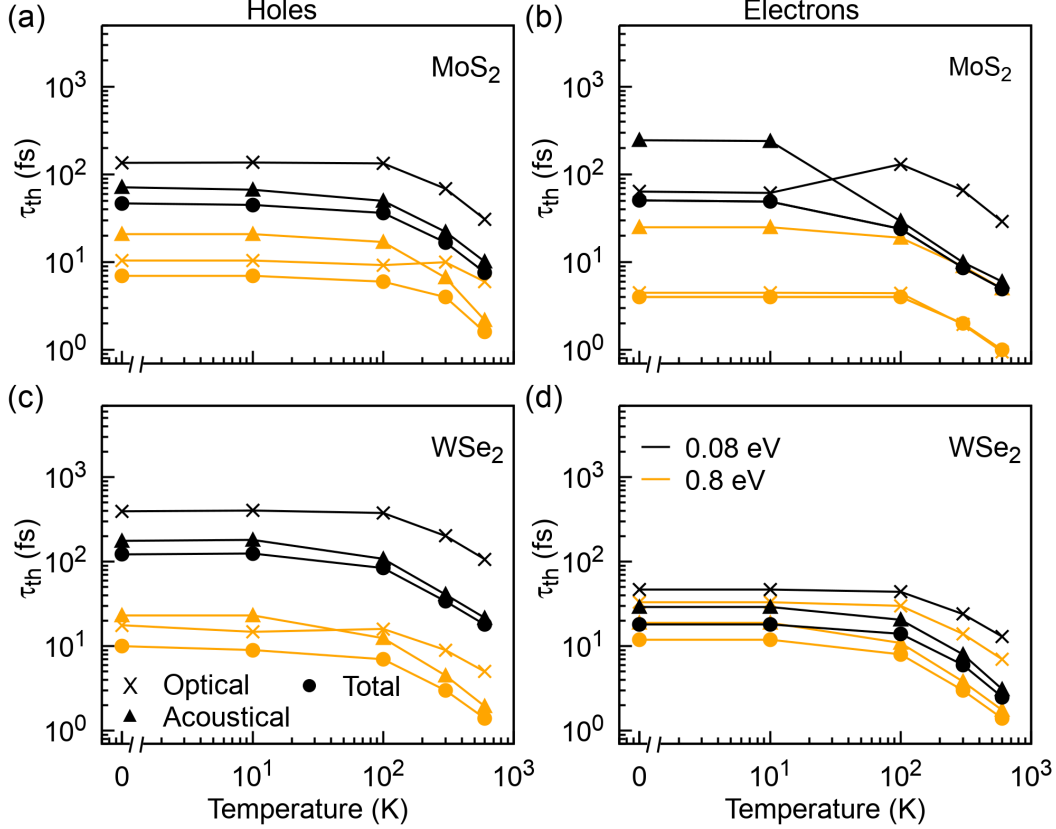 (a) Holes
(b) Electrons
MoS2
MoS2
10³
10²
10¹
10⁰
τth (fs)
10³
10²
10¹
10⁰
τth (fs)
(c)
(d)
WSe2
WSe2
0.08 eV
0.8 eV
10³
10²
10¹
10⁰
τth (fs)
Optical
Total
Acoustical
10³
10²
10¹
10⁰
τth (fs)
0 10¹ 10² 10³
Temperature (K)
0 10¹ 10² 10³
Temperature (K)